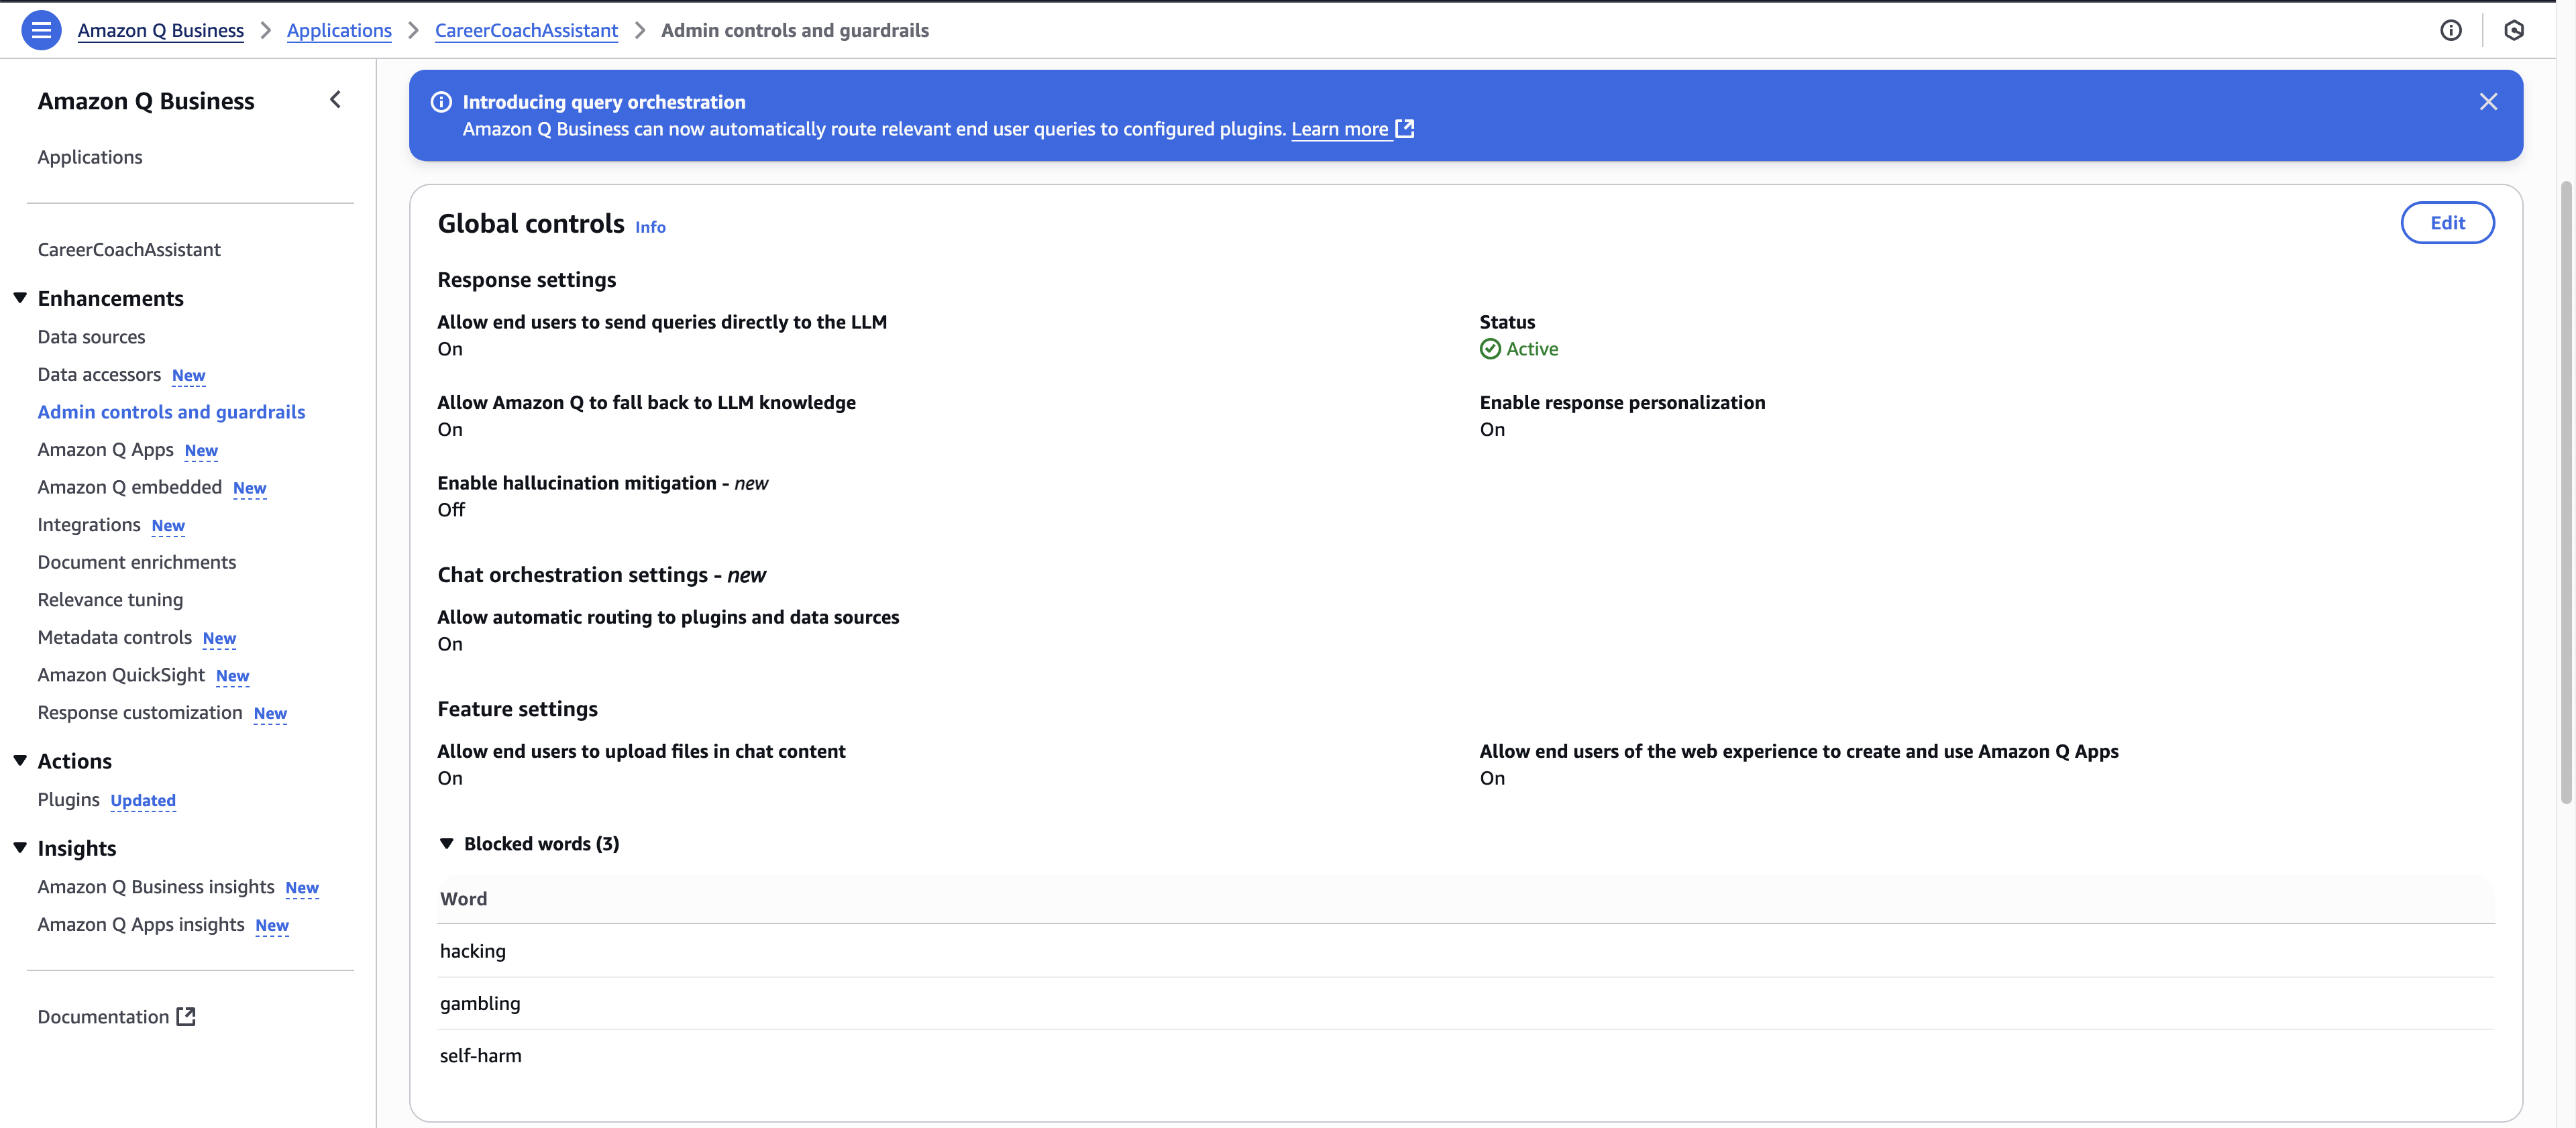 Amazon Q Business > Applications > CareerCoachAssistant > Admin controls and guardrails
Amazon Q Business
Applications
CareerCoachAssistant
Enhancements
Data sources
Data accessors New
Admin controls and guardrails
Amazon Q Apps New
Amazon Q embedded New
Integrations New
Document enrichments
Relevance tuning
Metadata controls New
Amazon QuickSight New
Response customization New
Actions
Plugins Updated
Insights
Amazon Q Business insights New
Amazon Q Apps insights New
Documentation
Introducing query orchestration
Amazon Q Business can now automatically route relevant end user queries to configured plugins. Learn more
Global controls Info
Edit
Response settings
Allow end users to send queries directly to the LLM
On
Status
Active
Allow Amazon Q to fall back to LLM knowledge
On
Enable response personalization
On
Enable hallucination mitigation - new
Off
Chat orchestration settings - new
Allow automatic routing to plugins and data sources
On
Feature settings
Allow end users to upload files in chat content
On
Allow end users of the web experience to create and use Amazon Q Apps
On
Blocked words (3)
Word
hacking
gambling
self-harm